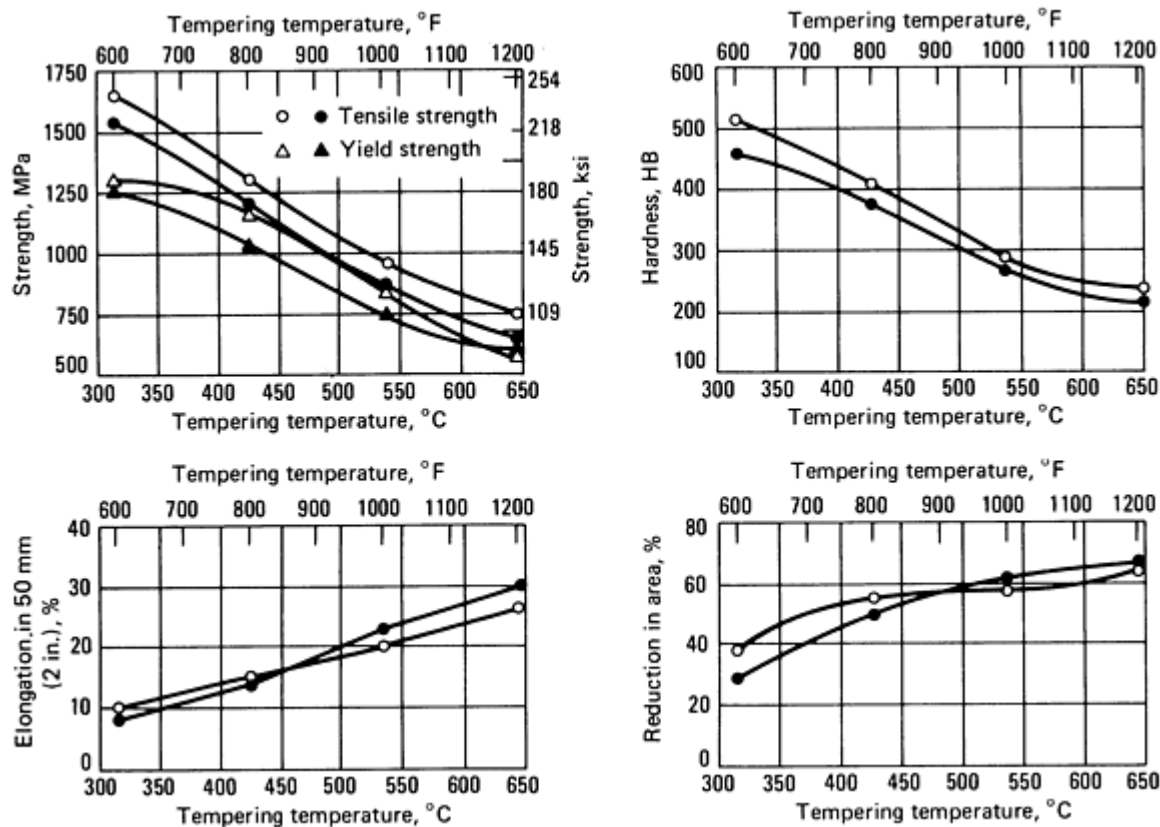 Tempering temperature, °F
600 700 800 900 1000 1100 1200
1750
1500
1250
1000
750
500
Strength, MPa
254
218
180
145
109
Strength, ksi
Tensile strength
Yield strength
300 350 400 450 500 550 600 650
Tempering temperature, °C
Tempering temperature, °F
600 700 800 900 1000 1100 1200
600
500
400
300
200
100
Hardness, HB
300 350 400 450 500 550 600 650
Tempering temperature, °C
Tempering temperature, °F
600 700 800 900 1000 1100 1200
40
30
20
10
0
Elongation, in 50 mm
(2 in.), %
300 350 400 450 500 550 600 650
Tempering temperature, °C
Tempering temperature, °F
600 700 800 900 1000 1100 1200
80
60
40
20
0
Reduction in area, %
300 350 400 450 500 550 600 650
Tempering temperature, °C